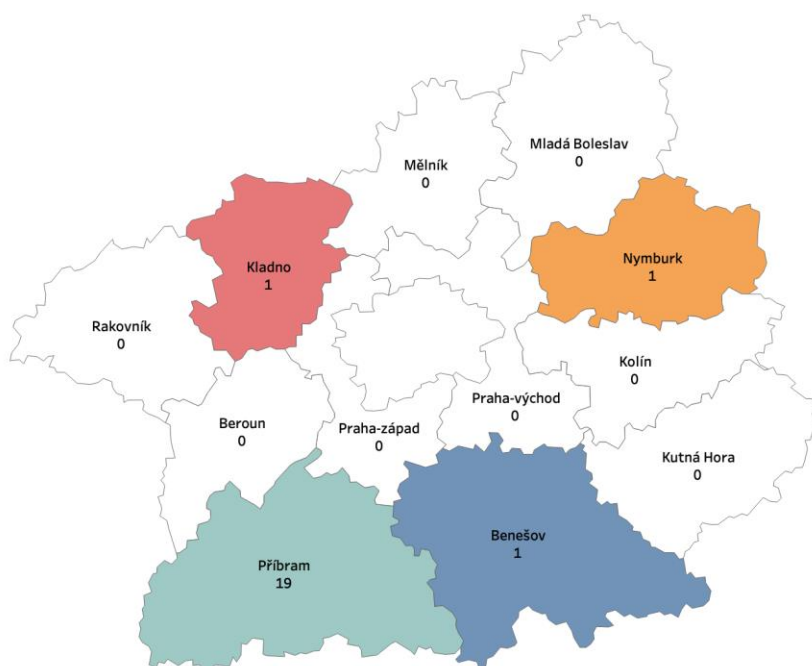 Mladá Boleslav
0
Mělník
0
Kladno
1
Nymburk
1
Rakovník
0
Kolín
0
Praha-východ
0
Beroun
0
Praha-západ
0
Kutná Hora
0
Benešov
1
Příbram
19